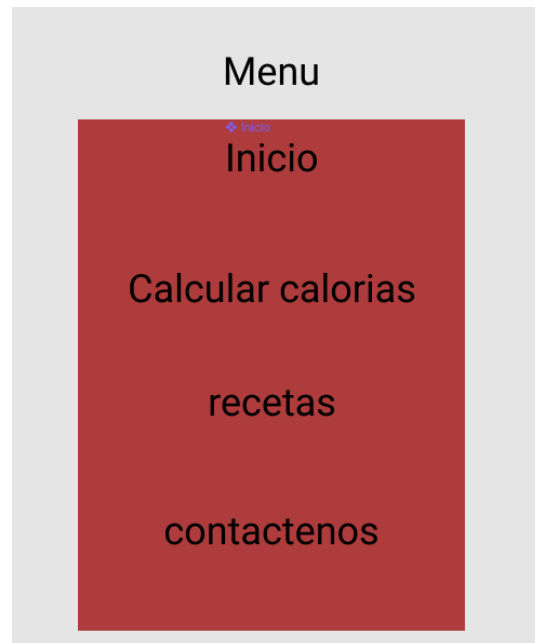 Menu
Inicio
Inicio
Calcular calorias
recetas
contactenos